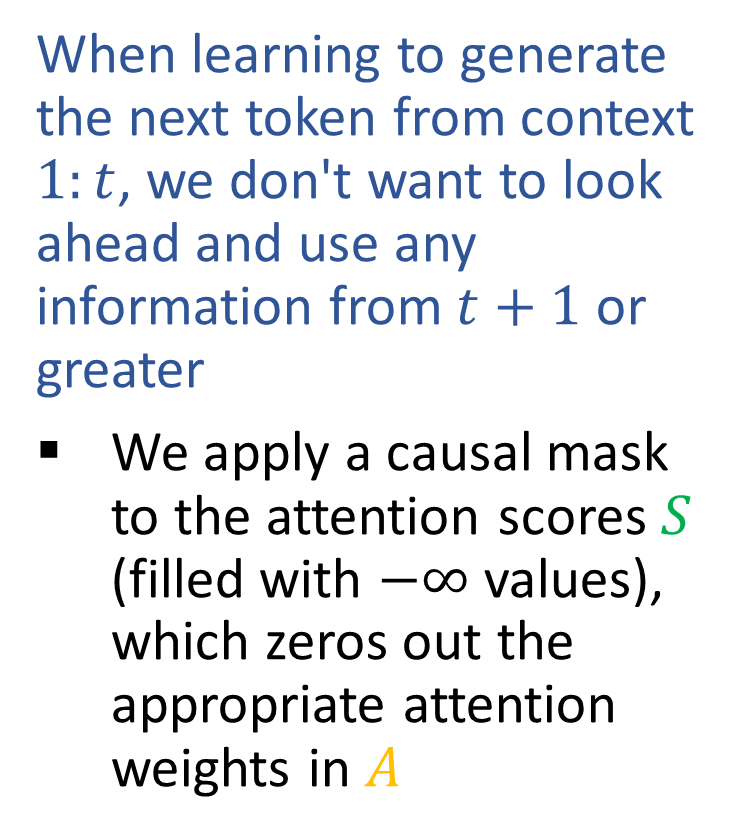 When learning to generate
the next token from context
1: t, we don't want to look
ahead and use any
information from t + 1 or
greater
▪ We apply a causal mask
to the attention scores S
(filled with −∞ values),
which zeros out the
appropriate attention
weights in A